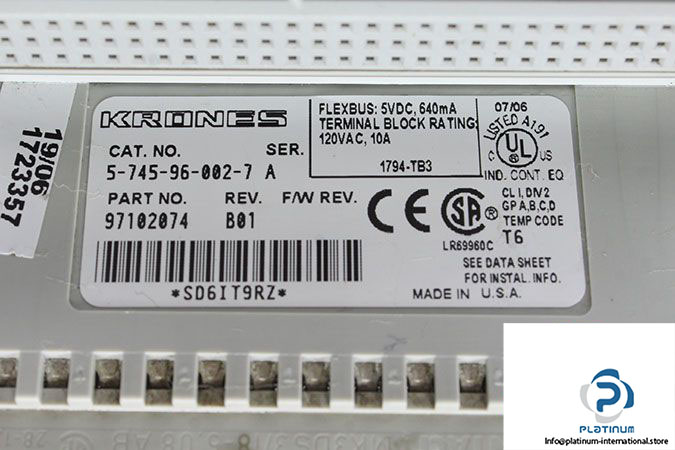 KRONES
CAT. NO. SER.
5-745-96-002-7 A
PART NO. REV. F/W REV.
97102074 B01
*SD6IT9RZ*
FLEXBUS: 5VDC, 640mA
TERMINAL BLOCK RATING:
120VAC, 10A
1794-TB3
07/06
LISTED A191
C UL US
IND. CONT. EQ.
CL I, DIV2
GP A,B,C,D
TEMP CODE
T6
CE
SA
LR69960C
SEE DATA SHEET
FOR INSTAL. INFO.
MADE IN U.S.A.
19/06
1723357
PLATINUM
info@platinum-international.store